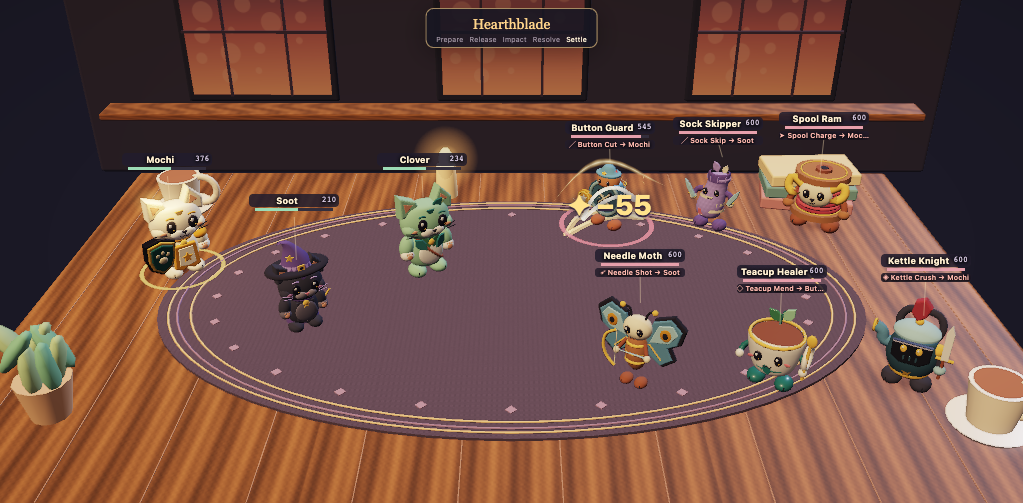 Hearthblade
Prepare Release Impact Resolve Settle
Mochi 376
Soot 210
Clover 234
Button Guard 545
Button Cut → Mochi
Sock Skipper 600
Sock Skip → Soot
Spool Ram 600
Spool Charge → Moc...
-55
Needle Moth 600
Needle Shot → Soot
Teacup Healer 600
Teacup Mend → But...
Kettle Knight 600
Kettle Crush → Mochi